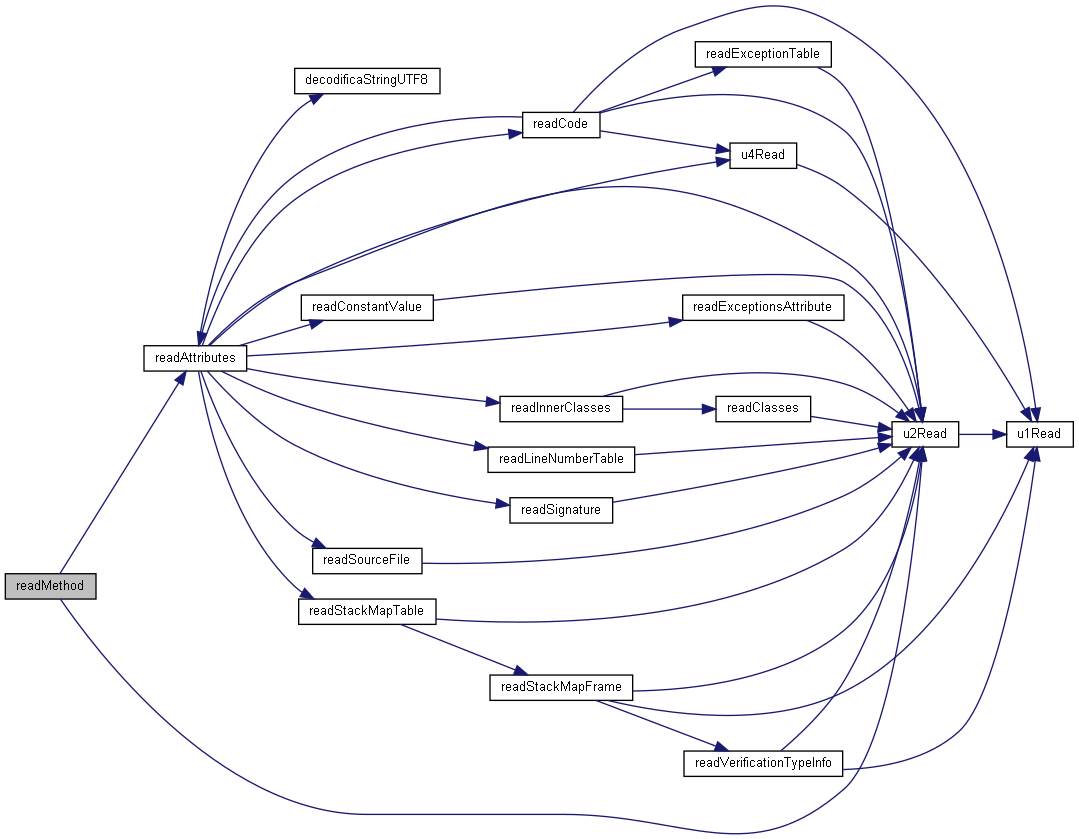 readExceptionTable
decodificaStringUTF8
readCode
u4Read
readConstantValue
readExceptionsAttribute
readAttributes
readInnerClasses
readClasses
u2Read
u1Read
readLineNumberTable
readSignature
readSourceFile
readMethod
readStackMapTable
readStackMapFrame
readVerificationTypeInfo